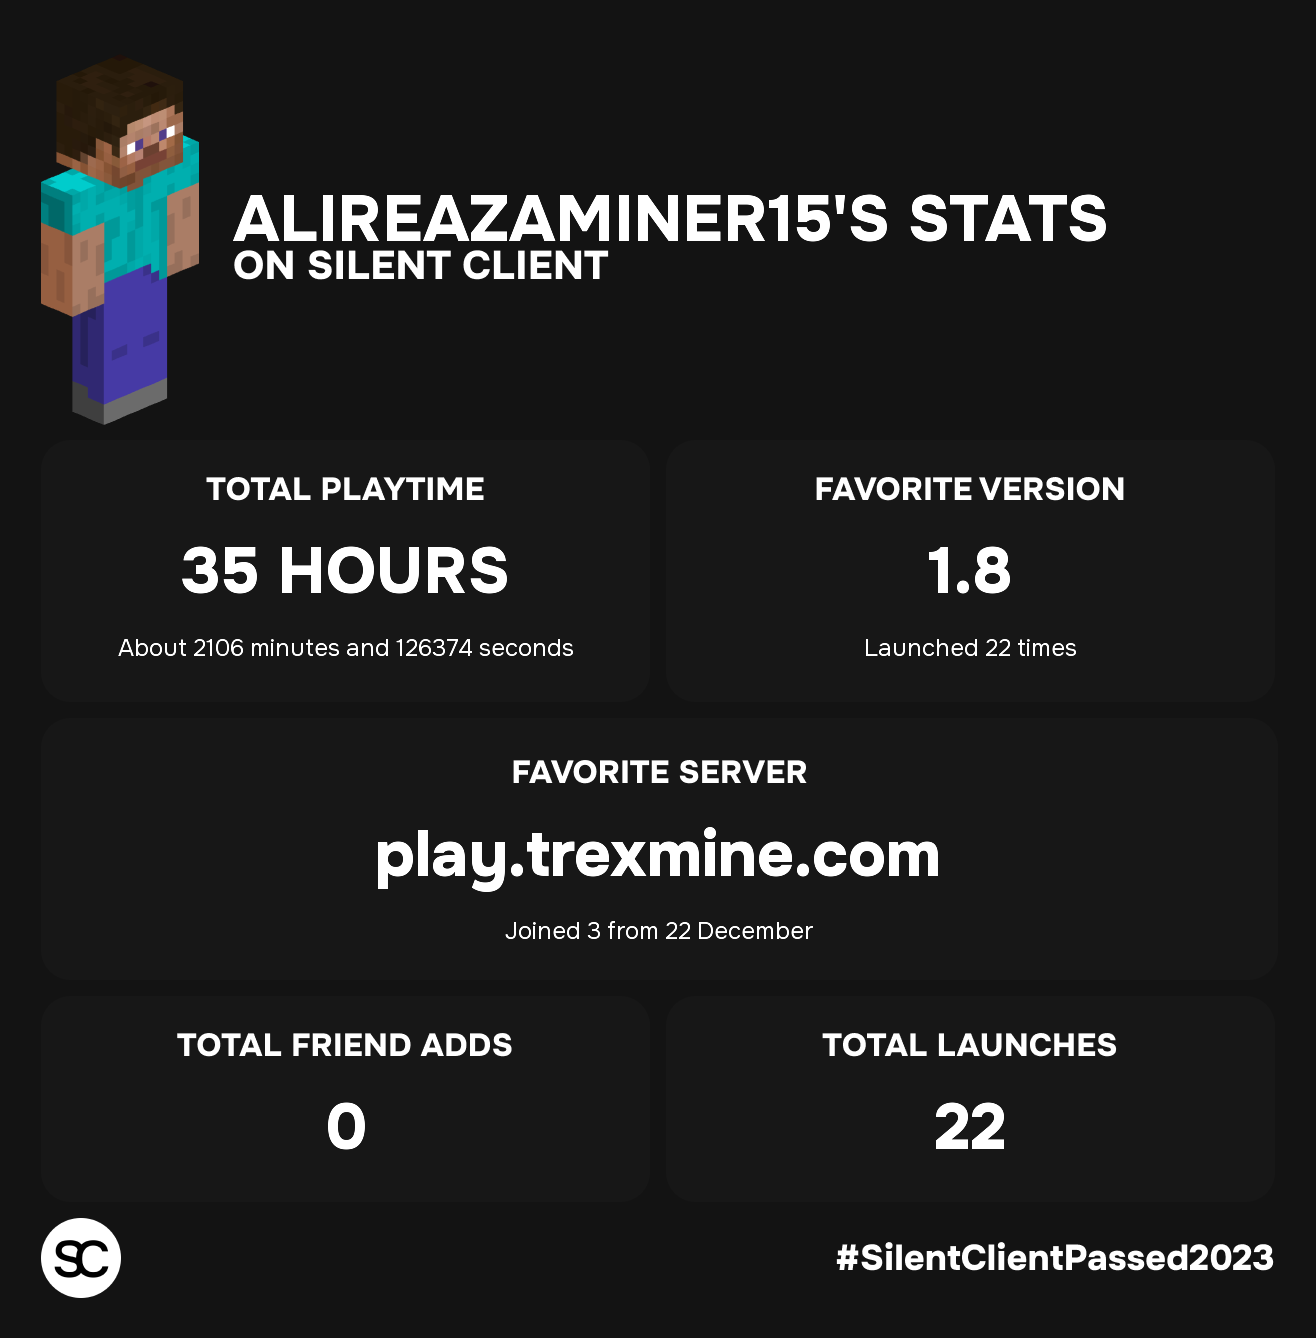 ALIREAZAMINER15'S STATS
ON SILENT CLIENT
TOTAL PLAYTIME
35 HOURS
About 2106 minutes and 126374 seconds
FAVORITE VERSION
1.8
Launched 22 times
FAVORITE SERVER
play.trexmine.com
Joined 3 from 22 December
TOTAL FRIEND ADDS
0
TOTAL LAUNCHES
22
SC
#SilentClientPassed2023